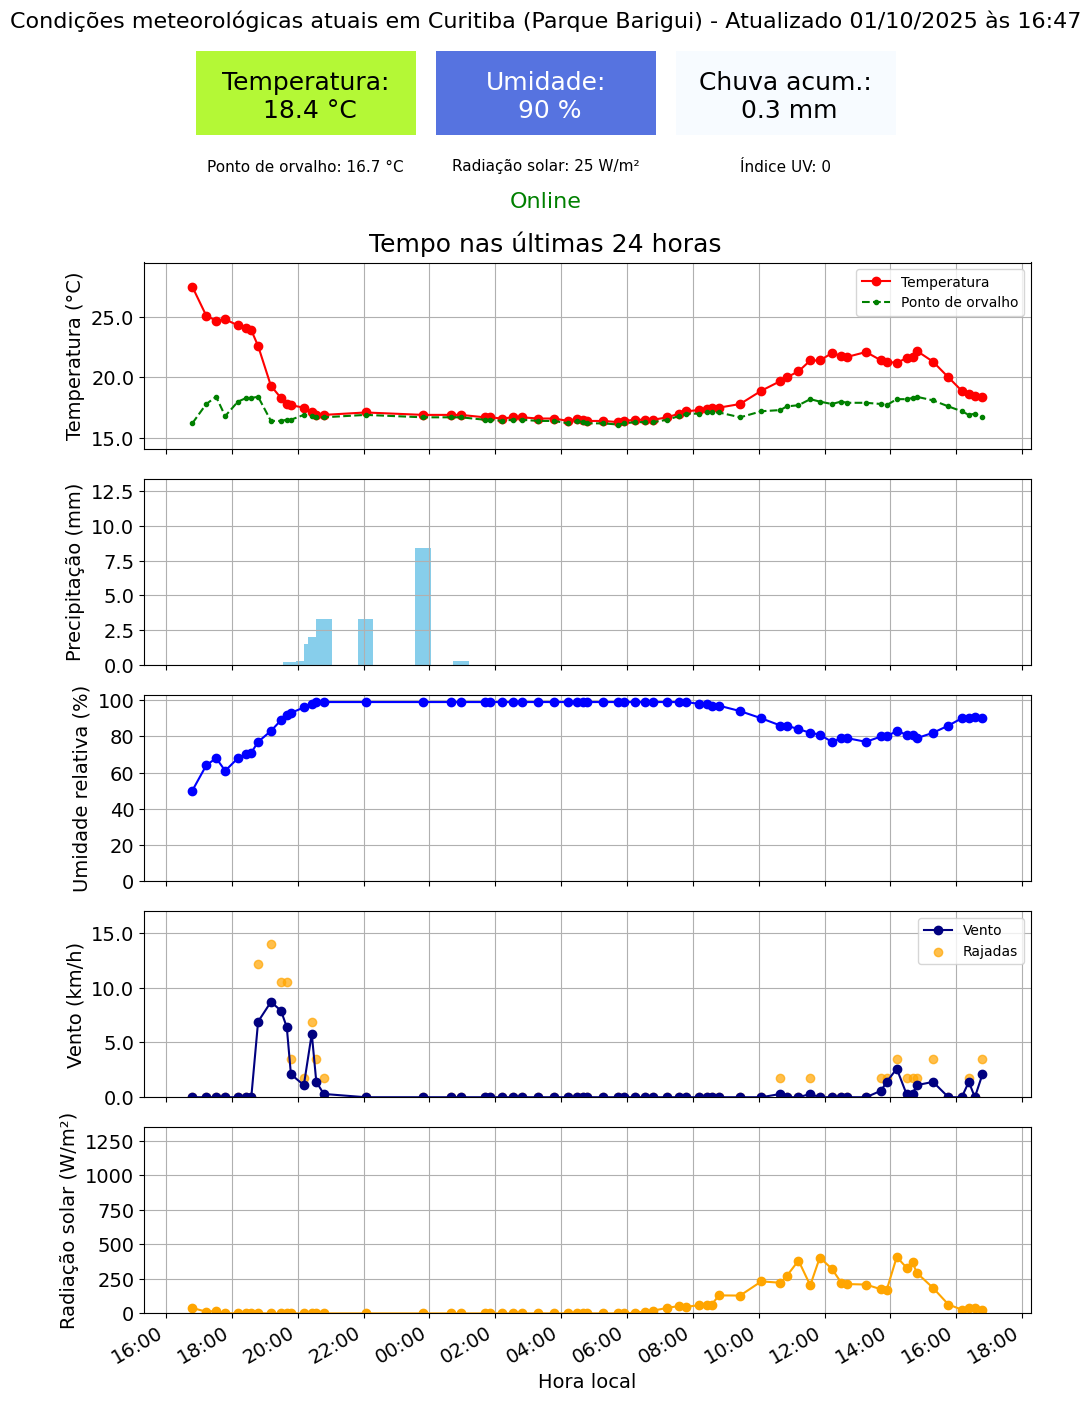 Condições meteorológicas atuais em Curitiba (Parque Barigui) - Atualizado 01/10/2025 às 16:47
Temperatura:
18.4 °C
Umidade:
90 %
Chuva acum.:
0.3 mm
Ponto de orvalho: 16.7 °C
Radiação solar: 25 W/m²
Índice UV: 0
Online
Tempo nas últimas 24 horas
Temperatura (°C)
25.0
20.0
15.0
Temperatura
Ponto de orvalho
Precipitação (mm)
12.5
10.0
7.5
5.0
2.5
0.0
Umidade relativa (%)
100
80
60
40
20
0
Vento (km/h)
15.0
10.0
5.0
0.0
Vento
Rajadas
Radiação solar (W/m²)
1250
1000
750
500
250
0
16:00 18:00 20:00 22:00 00:00 02:00 04:00 06:00 08:00 10:00 12:00 14:00 16:00 18:00
Hora local